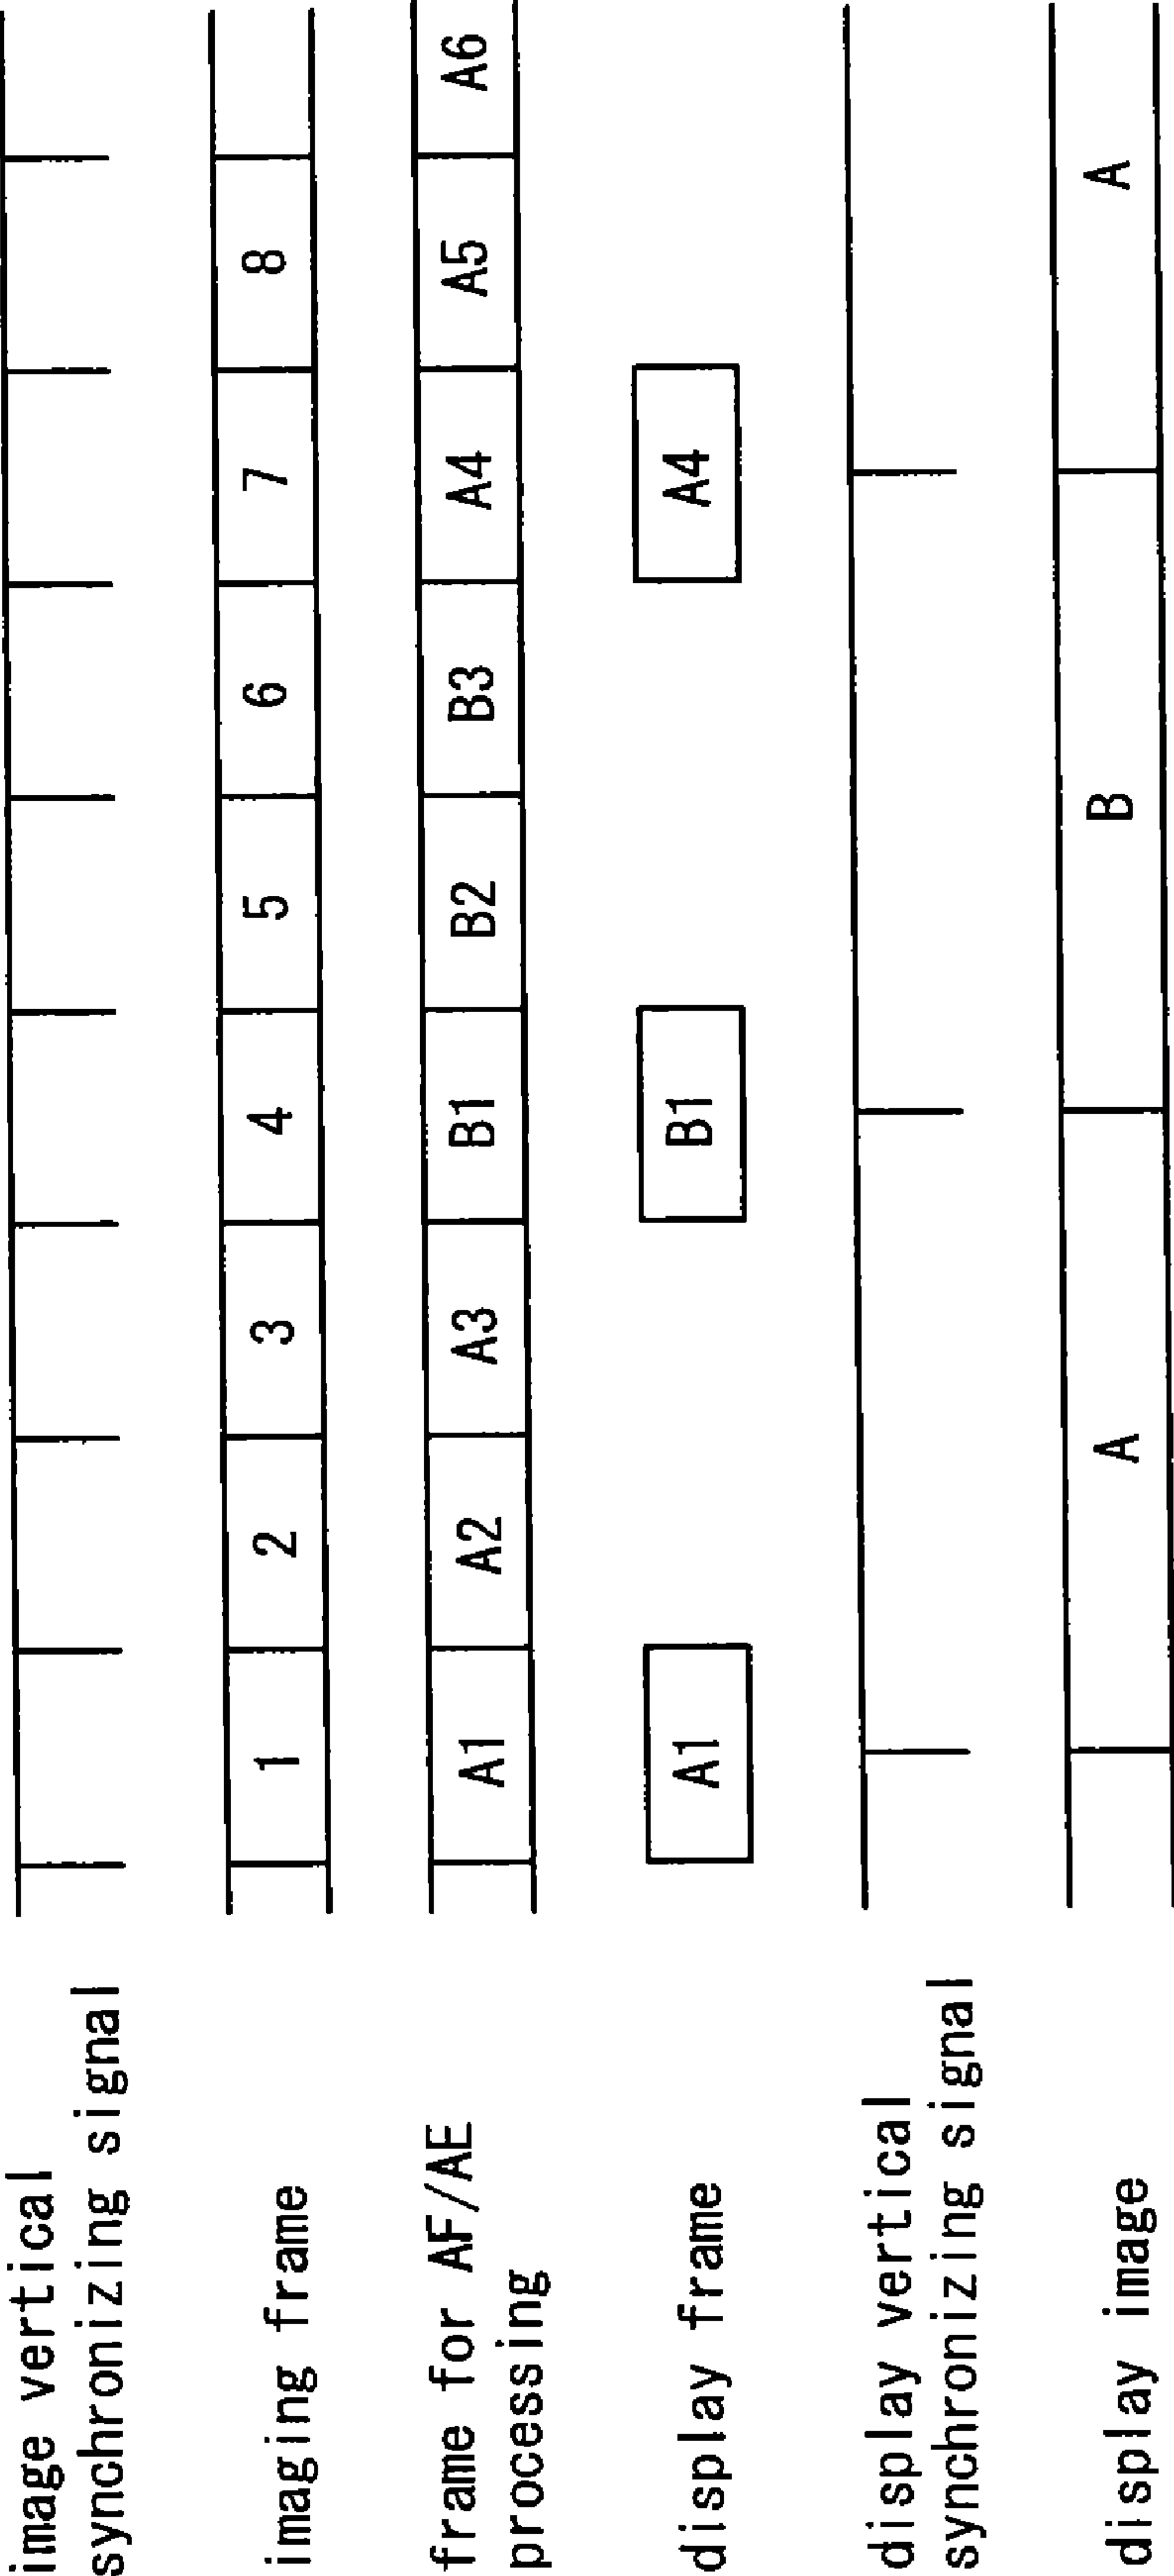 image vertical
synchronizing signal
imaging frame
1 2 3 4 5 6 7 8
frame for AF/AE
processing
A1 A2 A3 B1 B2 B3 A4 A5 A6
display frame
A1 B1 A4
display vertical
synchronizing signal
display image
A B A